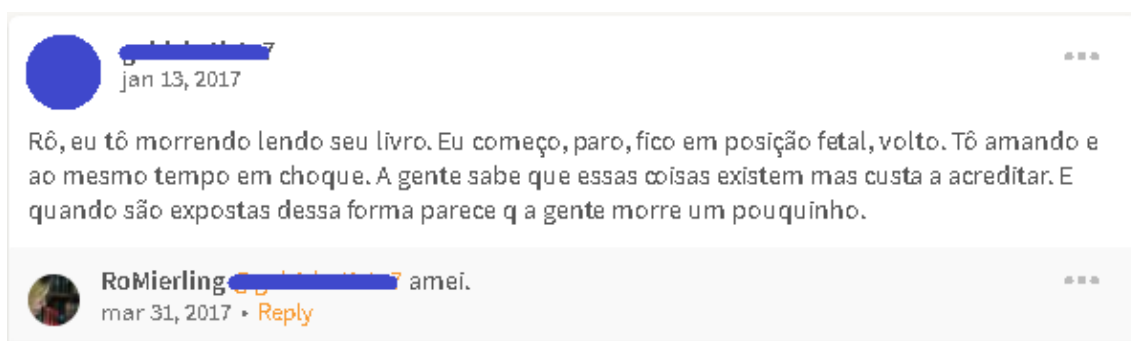 jan 13, 2017
Rô, eu tô morrendo lendo seu livro. Eu começo, paro, fico em posição fetal, volto. Tô amando e
ao mesmo tempo em choque. A gente sabe que essas coisas existem mas custa a acreditar. E
quando são expostas dessa forma parece q a gente morre um pouquinho.
RoMierling amei.
mar 31, 2017 • Reply